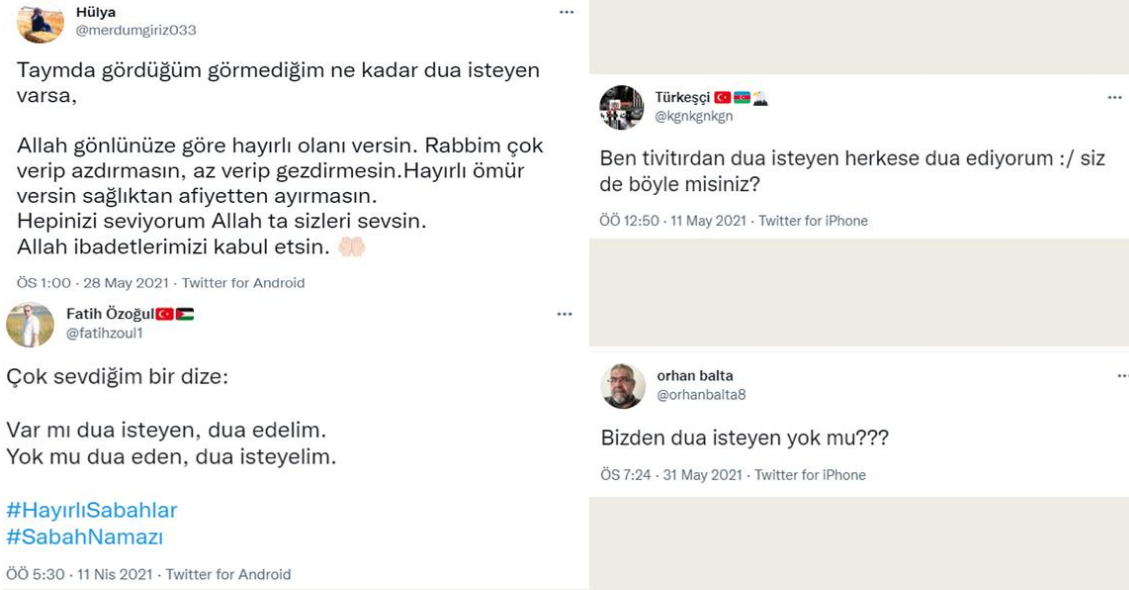 Hülya
@merdumgiriz033
Taymda gördüğüm görmediğim ne kadar dua isteyen
varsa,
Allah gönlünüze göre hayırlı olanı versin. Rabbim çok
verip azdırmasın, az verip gezdirmesin.Hayırlı ömür
versin sağlıktan afiyetten ayırmasın.
Hepinizi seviyorum Allah ta sizleri sevsin.
Allah ibadetlerimizi kabul etsin. 🤲🏻
ÖS 1:00 · 28 May 2021 · Twitter for Android
Fatih Özoğul🇹🇷🇵🇸
@fatihzoul1
Çok sevdiğim bir dize:
Var mı dua isteyen, dua edelim.
Yok mu dua eden, dua isteyelim.
#HayırlıSabahlar
#SabahNamazı
ÖÖ 5:30 · 11 Nis 2021 · Twitter for Android
Türkeşçi 🇹🇷🇦🇿
@kgnkgnkgn
Ben tivitırdan dua isteyen herkese dua ediyorum :/ siz
de böyle misiniz?
ÖÖ 12:50 · 11 May 2021 · Twitter for iPhone
orhan balta
@orhanbalta8
Bizden dua isteyen yok mu???
ÖS 7:24 · 31 May 2021 · Twitter for iPhone